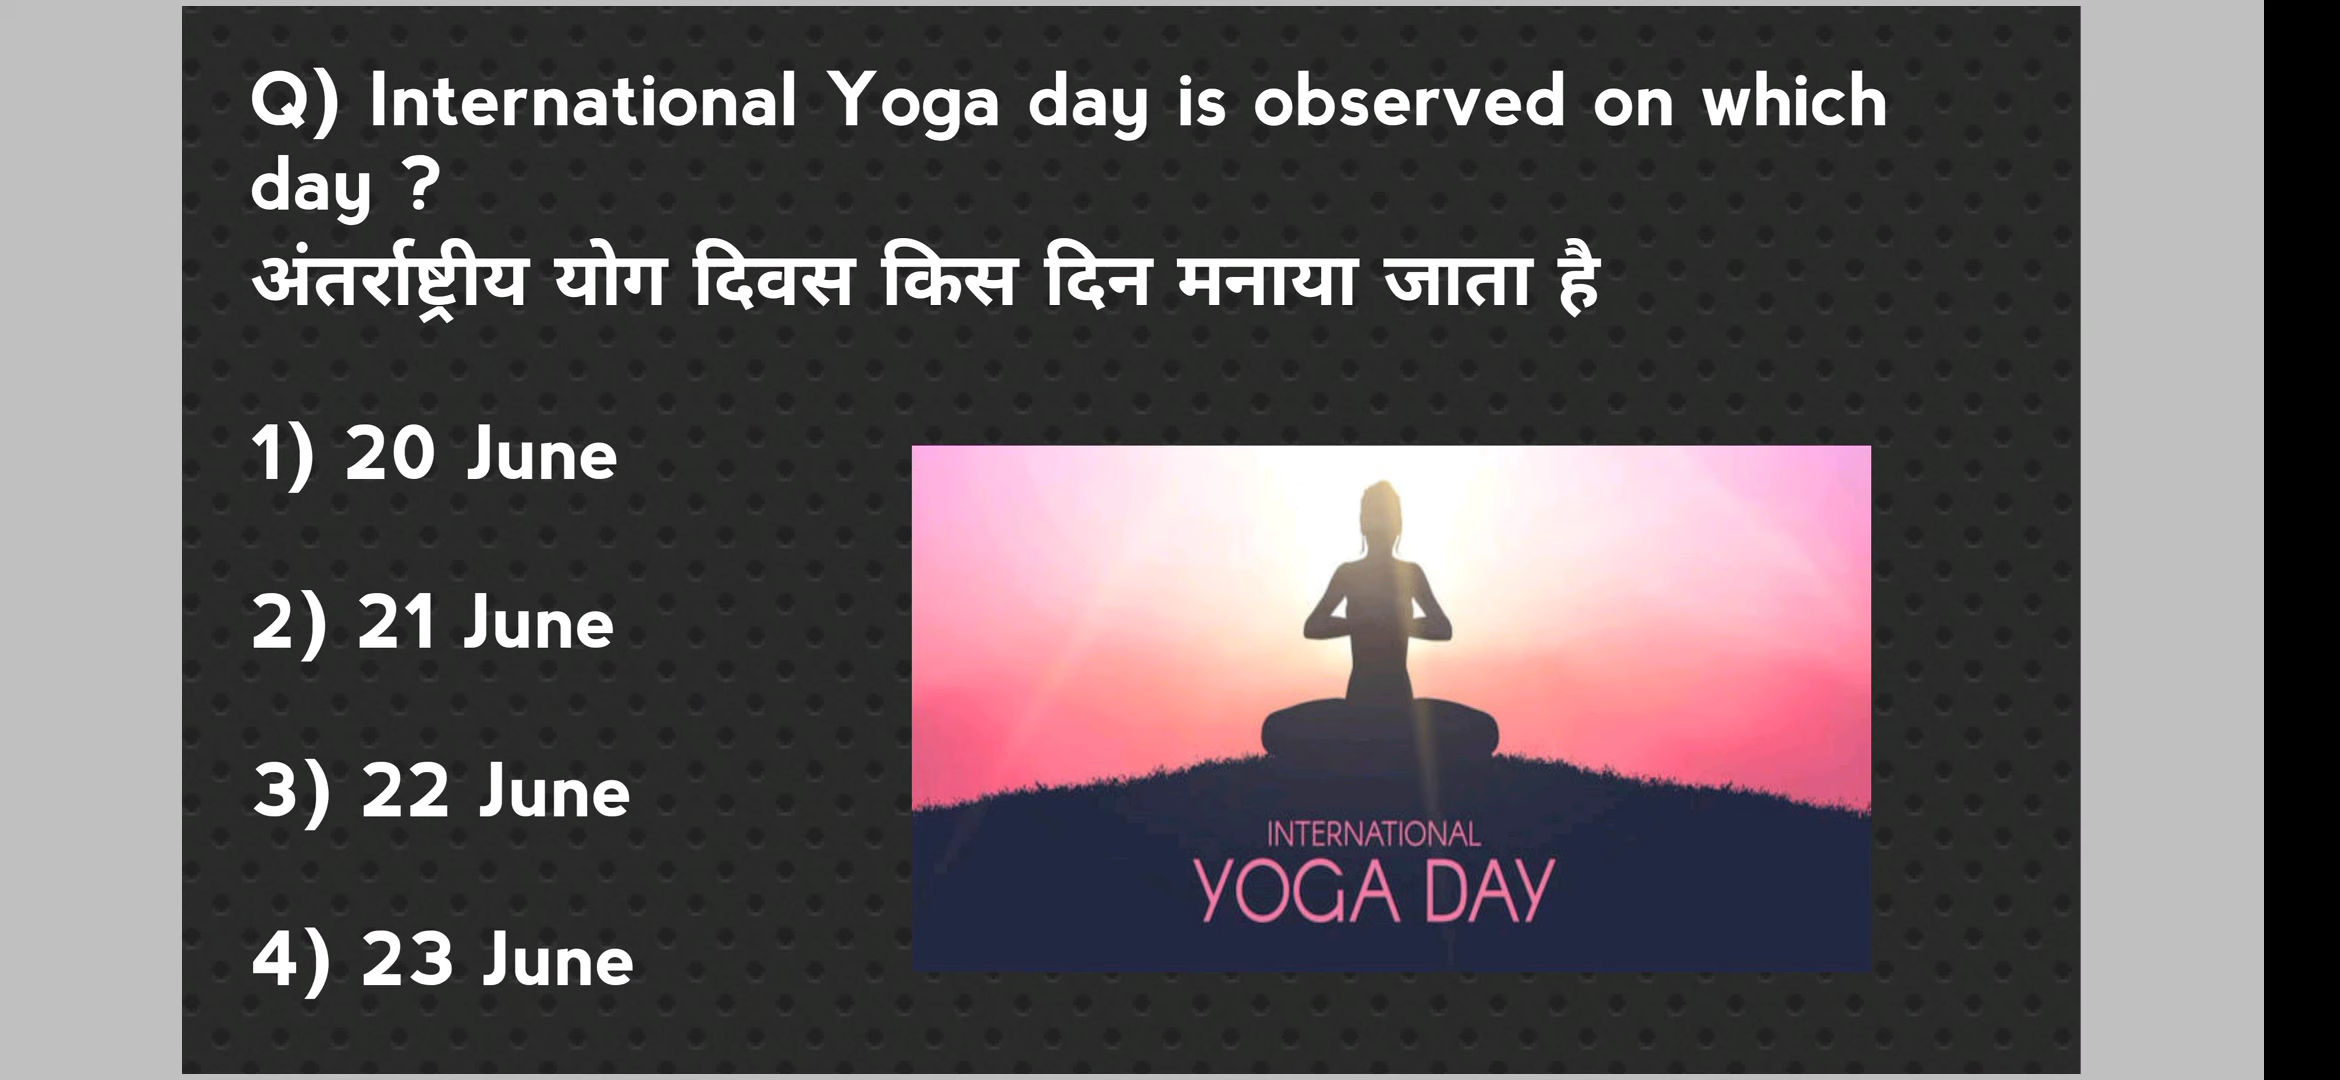 Q) International Yoga day is observed on which
day ?
अंतर्राष्ट्रीय योग दिवस किस दिन मनाया जाता है
1) 20 June
2) 21 June
3) 22 June
4) 23 June
INTERNATIONAL
YOGA DAY